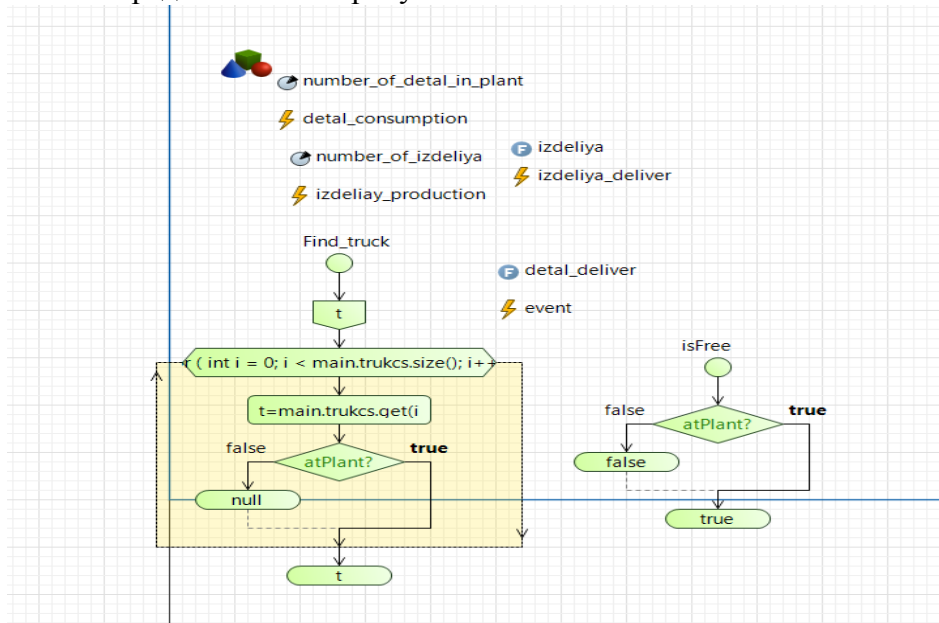 number_of_detal_in_plant
detal_consumption
number_of_izdeliya
izdeliya
izdeliya_deliver
izdeliay_production
Find_truck
detal_deliver
t
event
isFree
r ( int i = 0; i < main.trukcs.size(); i++
t=main.trukcs.get(i
false
true
atPlant?
false
true
atPlant?
false
null
true
t